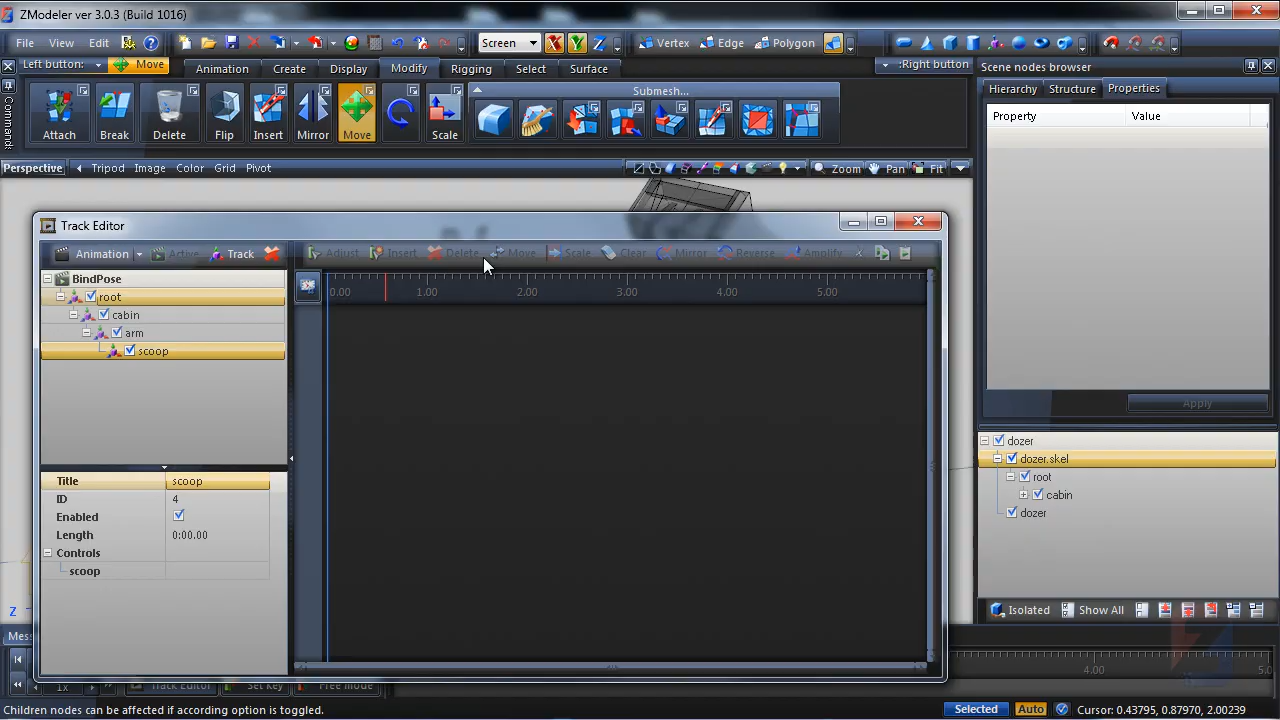 ZModeler ver 3.0.3 (Build 1016)
File View Edit Screen X Y Z Vertex Edge Polygon
Left button: Move Animation Create Display Modify Rigging Select Surface :Right button
Attach Break Delete Flip Insert Mirror Move Scale Submesh...
Perspective Tripod Image Color Grid Pivot Zoom Pan Fit
Scene nodes browser
Hierarchy Structure Properties
Property Value
Apply
Track Editor
Animation Active Track Adjust Insert Delete Move Scale Clear Mirror Reverse Amplify
BindPose
root
cabin
arm
scoop
0.00 1.00 2.00 3.00 4.00 5.00
Title scoop
ID 4
Enabled
Length 0:00.00
Controls
scoop
dozer
dozer.skel
root
cabin
dozer
Isolated Show All
Z
Mess
1x Track Editor Set Key Free mode
4.00 5.0
Children nodes can be affected if according option is toggled.
Selected Auto Cursor: 0.43795, 0.87970, 2.00239
Commands